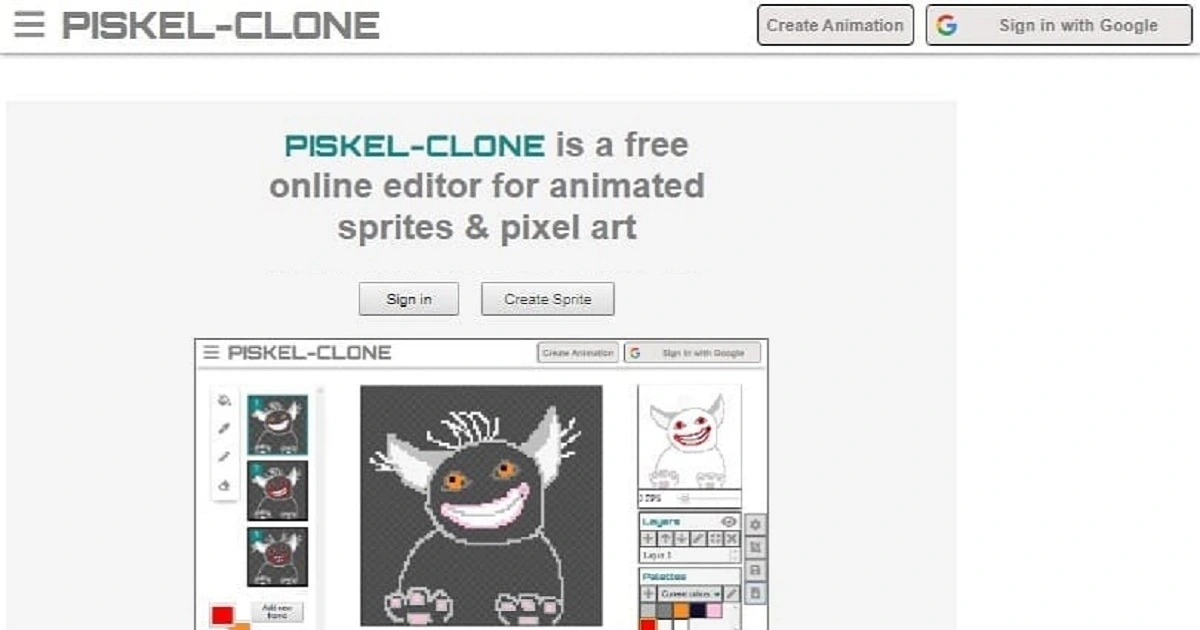 PISKEL-CLONE
Create Animation
Sign in with Google
PISKEL-CLONE is a free
online editor for animated
sprites & pixel art
Sign in
Create Sprite
PISKEL-CLONE
Create Animation
Sign in with Google
Layers
Layer 1
Palettes
Current colors
Add new
frame